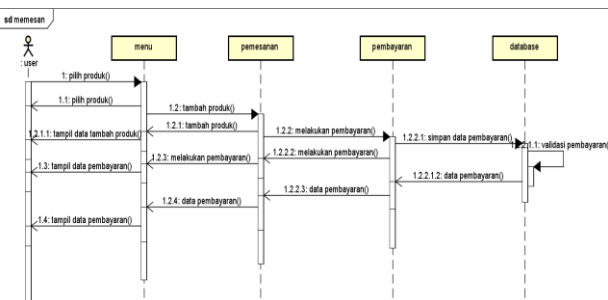 sd memesan
: user
menu
pemesanan
pembayaran
database
1: pilih produk()
1.1: pilih produk()
1.2: tambah produk()
1.2.1: tambah produk()
1.2.1.1: tampil data tambah produk()
1.2.2: melakukan pembayaran()
1.2.2.1: simpan data pembayaran()
1.2.2.1.1: validasi pembayaran()
1.2.2.2: melakukan pembayaran()
1.2.3: melakukan pembayaran()
1.3: tampil data pembayaran()
1.2.2.1.2: data pembayaran()
1.2.2.3: data pembayaran()
1.2.4: data pembayaran()
1.4: tampil data pembayaran()